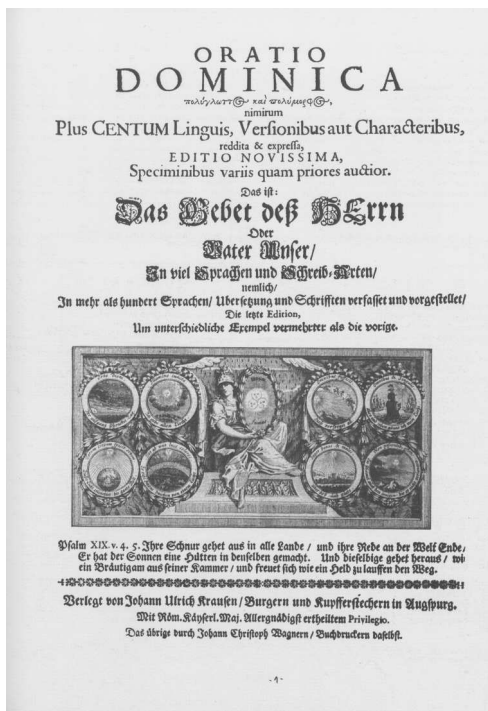 ORATIO
DOMINICA
πολύγλωττ⊕ καὶ πολύμορφ⊕,
nimirum
Plus CENTUM Linguis, Versionibus aut Characteribus,
reddita & expressa,
EDITIO NOVISSIMA,
Speciminibus variis quam priores auctior.
Das ist:
Das Gebet deß HErrn
Oder
Vater Unser/
In viel Sprachen und Schreib-Arten/
nemlich/
In mehr als hundert Sprachen/ Ubersetzung und Schrifften verfasset und vorgestellet/
Die letzte Edition,
Um unterschiedliche Exempel vermehrter als die vorige.
Psalm XIX. v. 4. 5. Ihre Schnur gehet aus in alle Lande/ und ihre Rede an der Welt Ende/
Er hat der Sonnen eine Hütten in denselben gemacht. Und dieselbige gehet heraus/ wi
ein Bräutigam aus seiner Kammer/ und freuet sich wie ein Held zu lauffen den Weg.
Verlegt von Johann Ulrich Krausen/ Burgern und Kupfferstechern in Augspurg.
Mit Röm. Käyserl. Maj. Allergnädigst ertheiltem Privilegio.
Das übrige durch Johann Christoph Wagnern/ Buchdruckern daselbst.
-1-